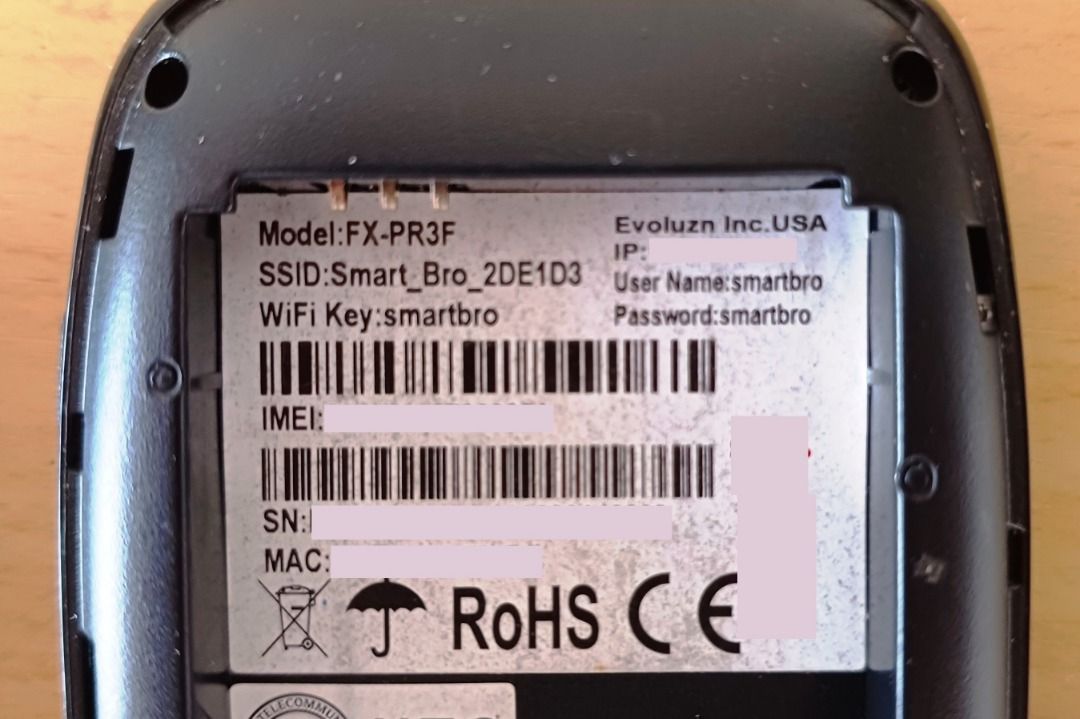 Model:FX-PR3F
SSID:Smart_Bro_2DE1D3
WiFi Key:smartbro
Evoluzn Inc.USA
IP:
User Name:smartbro
Password:smartbro
IMEI:
SN:
MAC:
RoHS CE